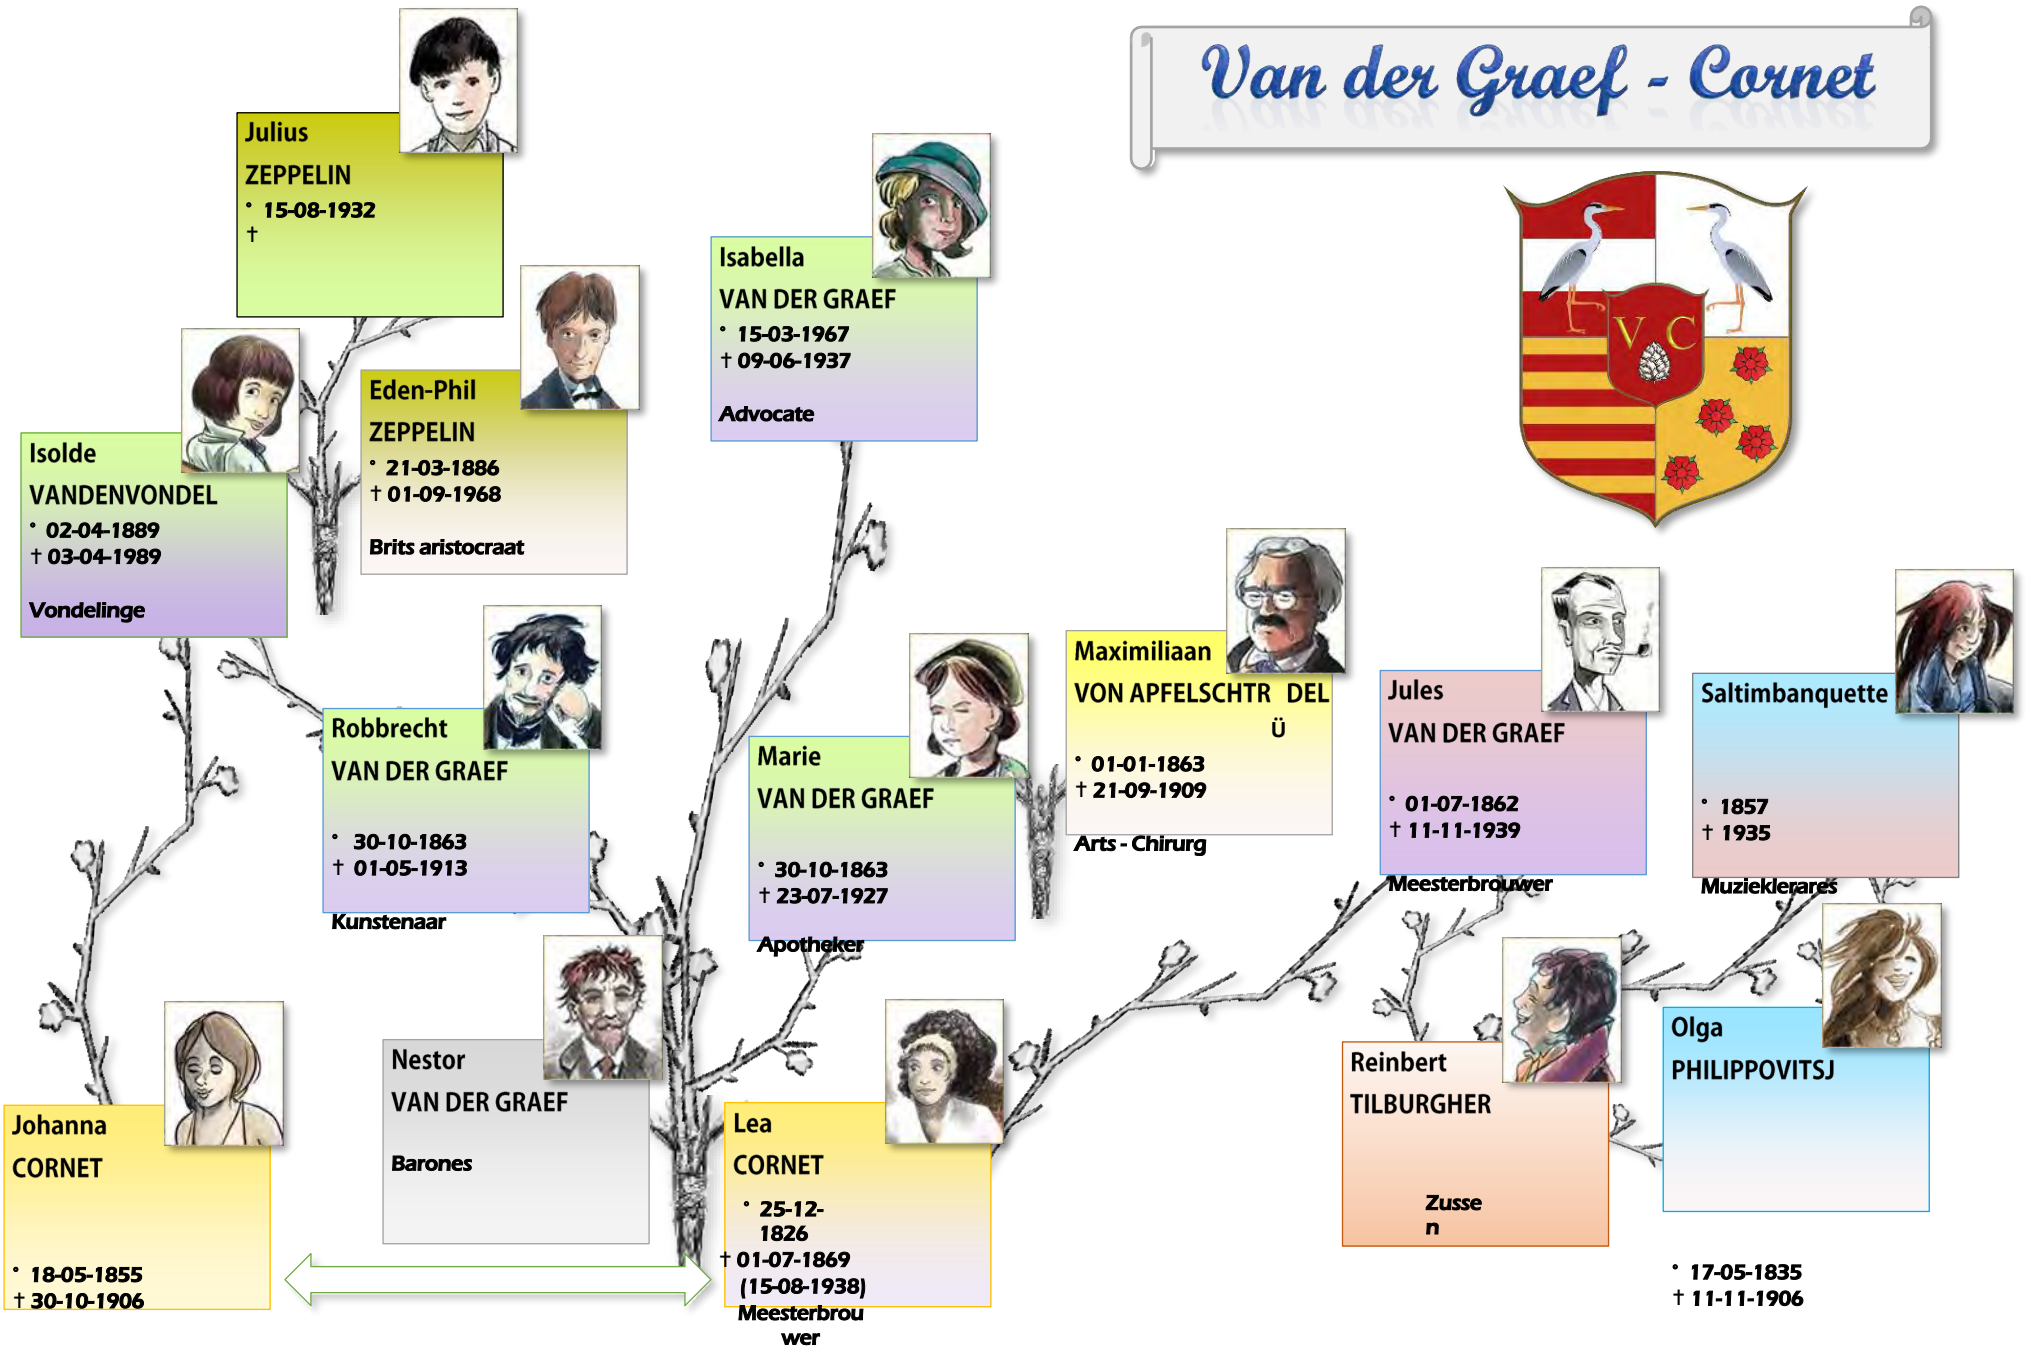 Van der Graef - Cornet
Julius
ZEPPELIN
° 15-08-1932
†
Isabella
VAN DER GRAEF
° 15-03-1967
† 09-06-1937
Advocate
V C
Eden-Phil
ZEPPELIN
° 21-03-1886
† 01-09-1968
Brits aristocraat
Isolde
VANDENVONDEL
° 02-04-1889
† 03-04-1989
Vondelinge
Robbrecht
VAN DER GRAEF
° 30-10-1863
† 01-05-1913
Kunstenaar
Marie
VAN DER GRAEF
° 30-10-1863
† 23-07-1927
Apotheker
Maximiliaan
VON APFELSCHTR DEL
Ü
° 01-01-1863
† 21-09-1909
Arts - Chirurg
Jules
VAN DER GRAEF
° 01-07-1862
† 11-11-1939
Meesterbrouwer
Saltimbanquette
° 1857
† 1935
Muzieklerares
Johanna
CORNET
° 18-05-1855
† 30-10-1906
Nestor
VAN DER GRAEF
Barones
Lea
CORNET
° 25-12-
1826
† 01-07-1869
(15-08-1938)
Meesterbrou
wer
Reinbert
TILBURGHER
Zusse
n
Olga
PHILIPPOVITSJ
° 17-05-1835
† 11-11-1906